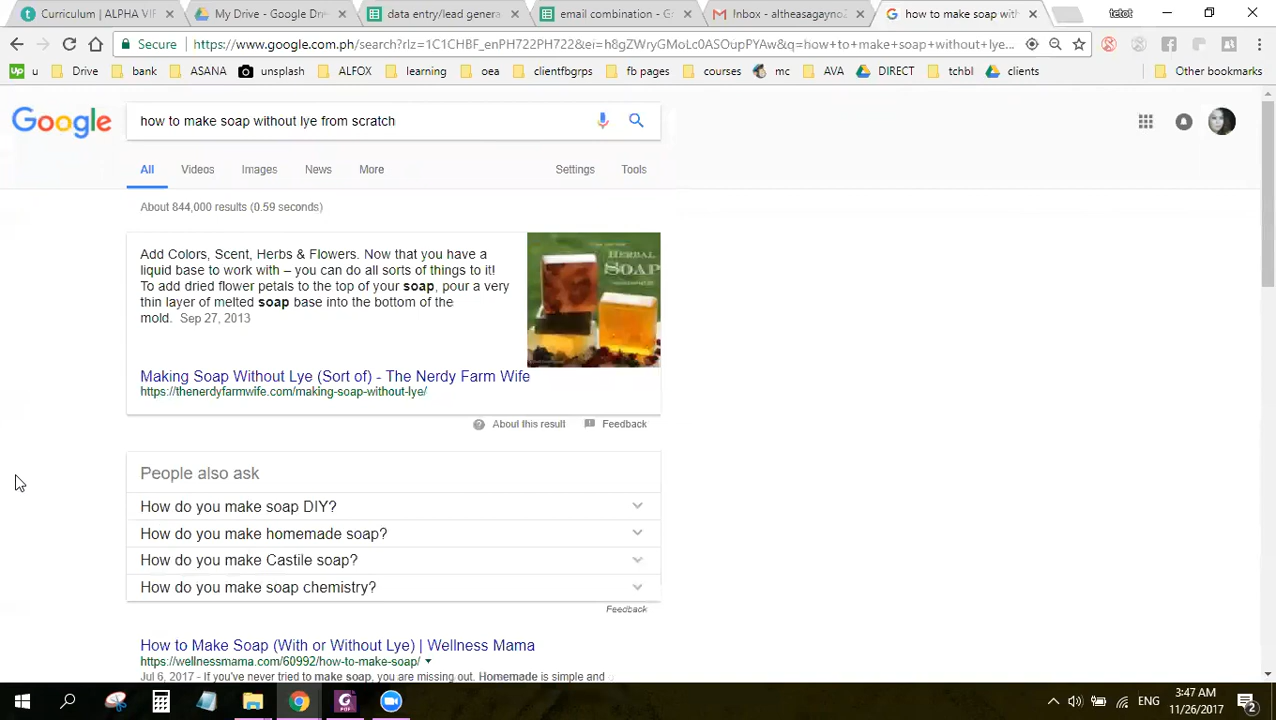 Curriculum | ALPHA VIF
My Drive - Google Dri
data entry/lead genera
email combination - G
Inbox - altheasagayno2
how to make soap with
tetot
Secure
https://www.google.com.ph/search?rlz=1C1CHBF_enPH722PH722&ei=h8gZWryGMoLc0ASOupPYAw&q=how+to+make+soap+without+lye...
Up u
Drive
bank
ASANA
unsplash
ALFOX
learning
oea
clientfbgrps
fb pages
courses
mc
AVA
DIRECT
tchbl
clients
Other bookmarks
Google
how to make soap without lye from scratch
All Videos Images News More Settings Tools
About 844,000 results (0.59 seconds)
Add Colors, Scent, Herbs & Flowers. Now that you have a
liquid base to work with – you can do all sorts of things to it!
To add dried flower petals to the top of your soap, pour a very
thin layer of melted soap base into the bottom of the
mold. Sep 27, 2013
HERBAL
SOAP
Making Soap Without Lye (Sort of) - The Nerdy Farm Wife
https://thenerdyfarmwife.com/making-soap-without-lye/
About this result Feedback
People also ask
How do you make soap DIY?
How do you make homemade soap?
How do you make Castile soap?
How do you make soap chemistry?
Feedback
How to Make Soap (With or Without Lye) | Wellness Mama
https://wellnessmama.com/60992/how-to-make-soap/
Jul 6, 2017 - If you've never tried to make soap, you are missing out. Homemade is simple and
ENG
3:47 AM
11/26/2017
2